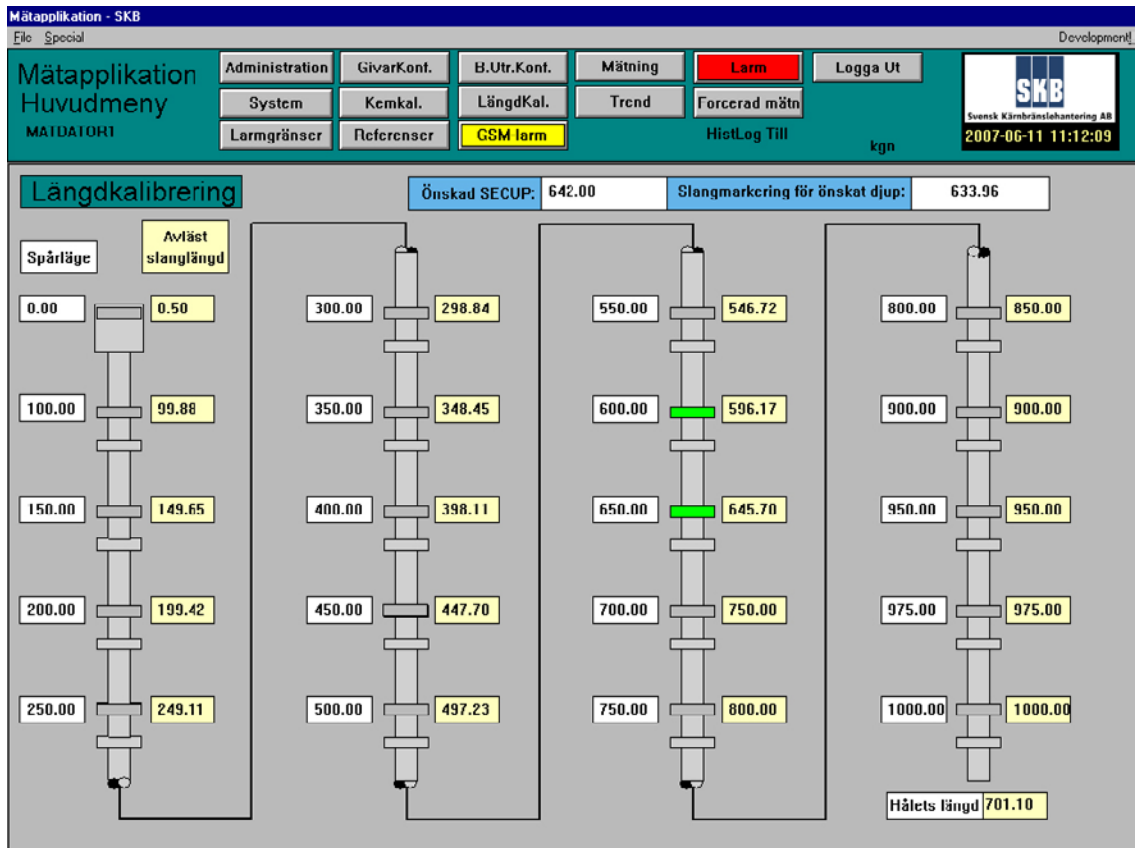 Mätapplikation - SKB
File Special Development!
Mätapplikation
Huvudmeny
MATDATOR1
Administration GivarKonf. B.Utr.Konf. Mätning Larm Logga Ut
System Kemkal. LängdKal. Trend Forcerad mätn
Larmgränser Referenser GSM-larm HistLog Till kgn
SKB
Svensk Kärnbränslehantering AB
2007-06-11 11:12:09
Längdkalibrering
Önskad SECUP: 642.00 Slangmarkering för önskat djup: 633.96
Spårläge
Avläst
slanglängd
0.00 0.50
100.00 99.88
150.00 149.65
200.00 199.42
250.00 249.11
300.00 298.84
350.00 348.45
400.00 398.11
450.00 447.70
500.00 497.23
550.00 546.72
600.00 596.17
650.00 645.70
700.00 750.00
750.00 800.00
800.00 850.00
900.00 900.00
950.00 950.00
975.00 975.00
1000.00 1000.00
Hålets längd 701.10